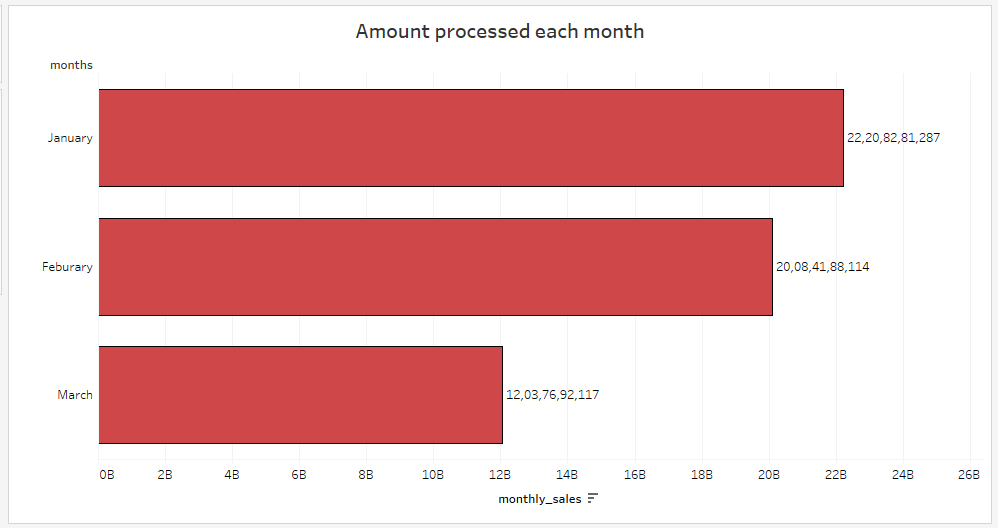 Amount processed each month
months
January 22,20,82,81,287
Feburary 20,08,41,88,114
March 12,03,76,92,117
0B 2B 4B 6B 8B 10B 12B 14B 16B 18B 20B 22B 24B 26B
monthly_sales